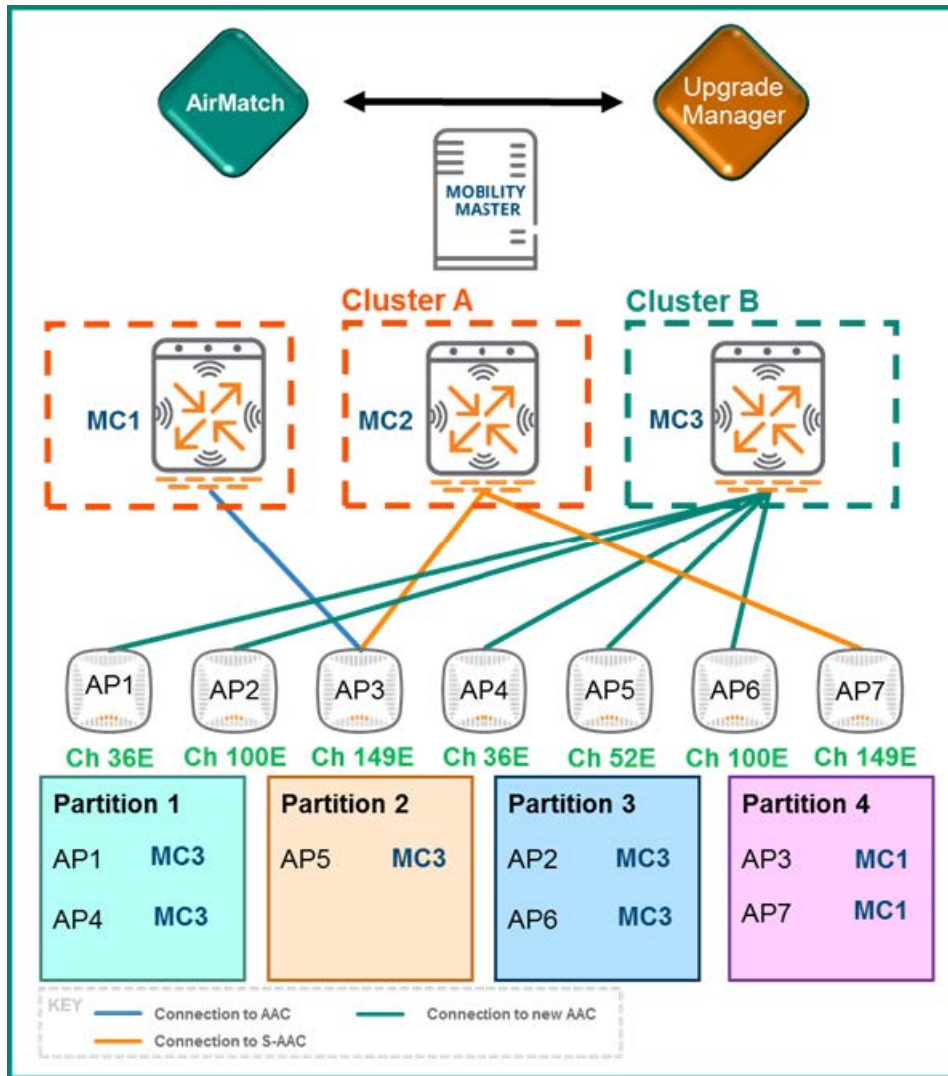 AirMatch
Upgrade
Manager
MOBILITY
MASTER
Cluster A
Cluster B
MC1
MC2
MC3
AP1
AP2
AP3
AP4
AP5
AP6
AP7
Ch 36E
Ch 100E
Ch 149E
Ch 36E
Ch 52E
Ch 100E
Ch 149E
Partition 1
AP1 MC3
AP4 MC3
Partition 2
AP5 MC3
Partition 3
AP2 MC3
AP6 MC3
Partition 4
AP3 MC1
AP7 MC1
KEY
Connection to AAC
Connection to new AAC
Connection to S-AAC